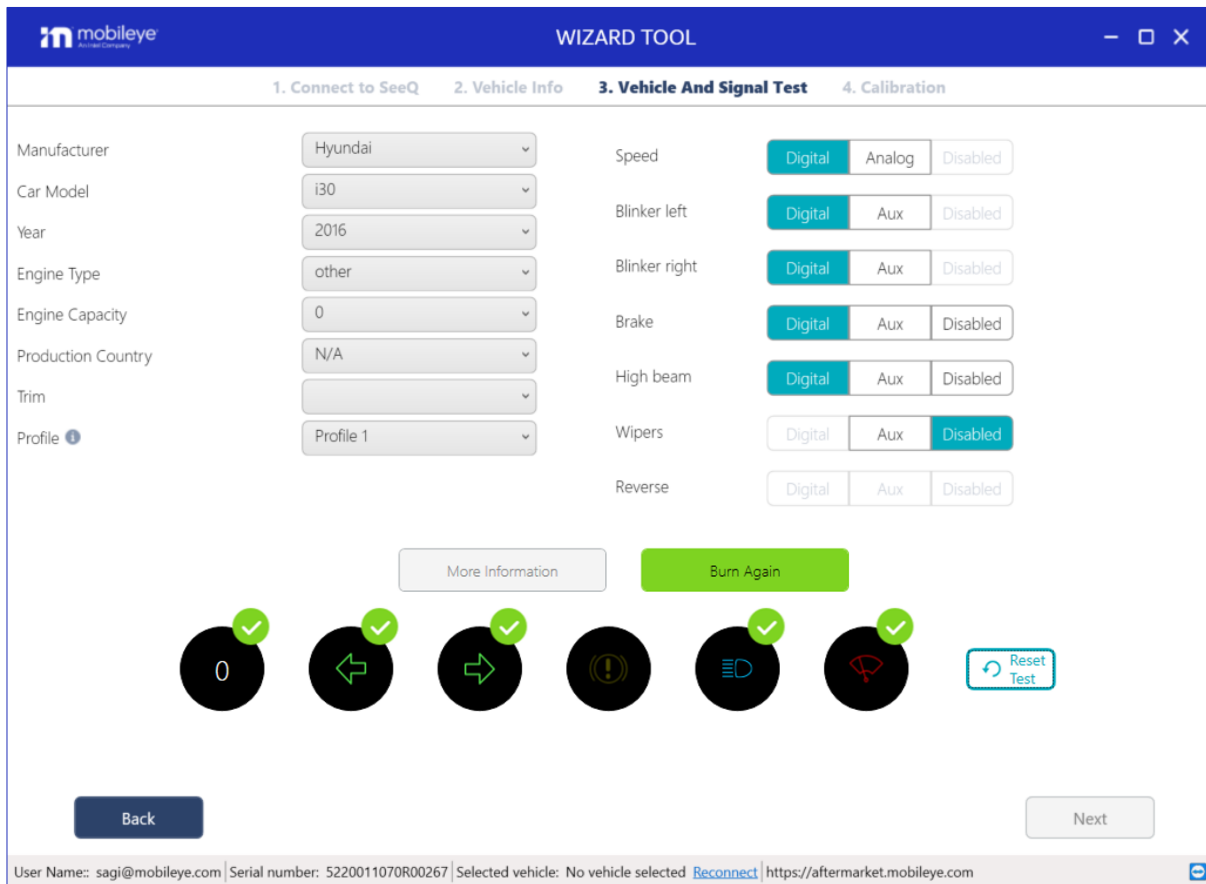 mobileye
An Intel Company
WIZARD TOOL
1. Connect to SeeQ 2. Vehicle Info 3. Vehicle And Signal Test 4. Calibration
Manufacturer Hyundai
Car Model i30
Year 2016
Engine Type other
Engine Capacity 0
Production Country N/A
Trim
Profile Profile 1
Speed Digital Analog Disabled
Blinker left Digital Aux Disabled
Blinker right Digital Aux Disabled
Brake Digital Aux Disabled
High beam Digital Aux Disabled
Wipers Digital Aux Disabled
Reverse Digital Aux Disabled
More Information Burn Again
0
Reset
Test
Back Next
User Name:: sagi@mobileye.com Serial number: 5220011070R00267 Selected vehicle: No vehicle selected Reconnect https://aftermarket.mobileye.com